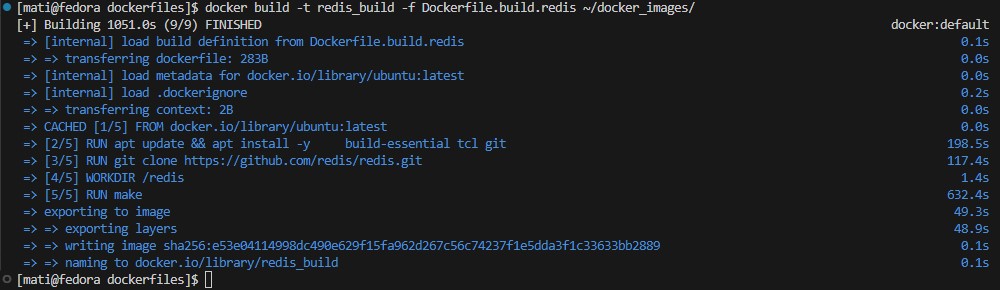 [mati@fedora dockerfiles]$ docker build -t redis_build -f Dockerfile.build.redis ~/docker_images/
[+] Building 1051.0s (9/9) FINISHED docker:default
=> [internal] load build definition from Dockerfile.build.redis 0.1s
=> => transferring dockerfile: 283B 0.0s
=> [internal] load metadata for docker.io/library/ubuntu:latest 0.0s
=> [internal] load .dockerignore 0.2s
=> => transferring context: 2B 0.0s
=> CACHED [1/5] FROM docker.io/library/ubuntu:latest 0.0s
=> [2/5] RUN apt update && apt install -y     build-essential tcl git 198.5s
=> [3/5] RUN git clone https://github.com/redis/redis.git 117.4s
=> [4/5] WORKDIR /redis 1.4s
=> [5/5] RUN make 632.4s
=> exporting to image 49.3s
=> => exporting layers 48.9s
=> => writing image sha256:e53e04114998dc490e629f15fa962d267c56c74237f1e5dda3f1c33633bb2889 0.1s
=> => naming to docker.io/library/redis_build 0.1s
[mati@fedora dockerfiles]$